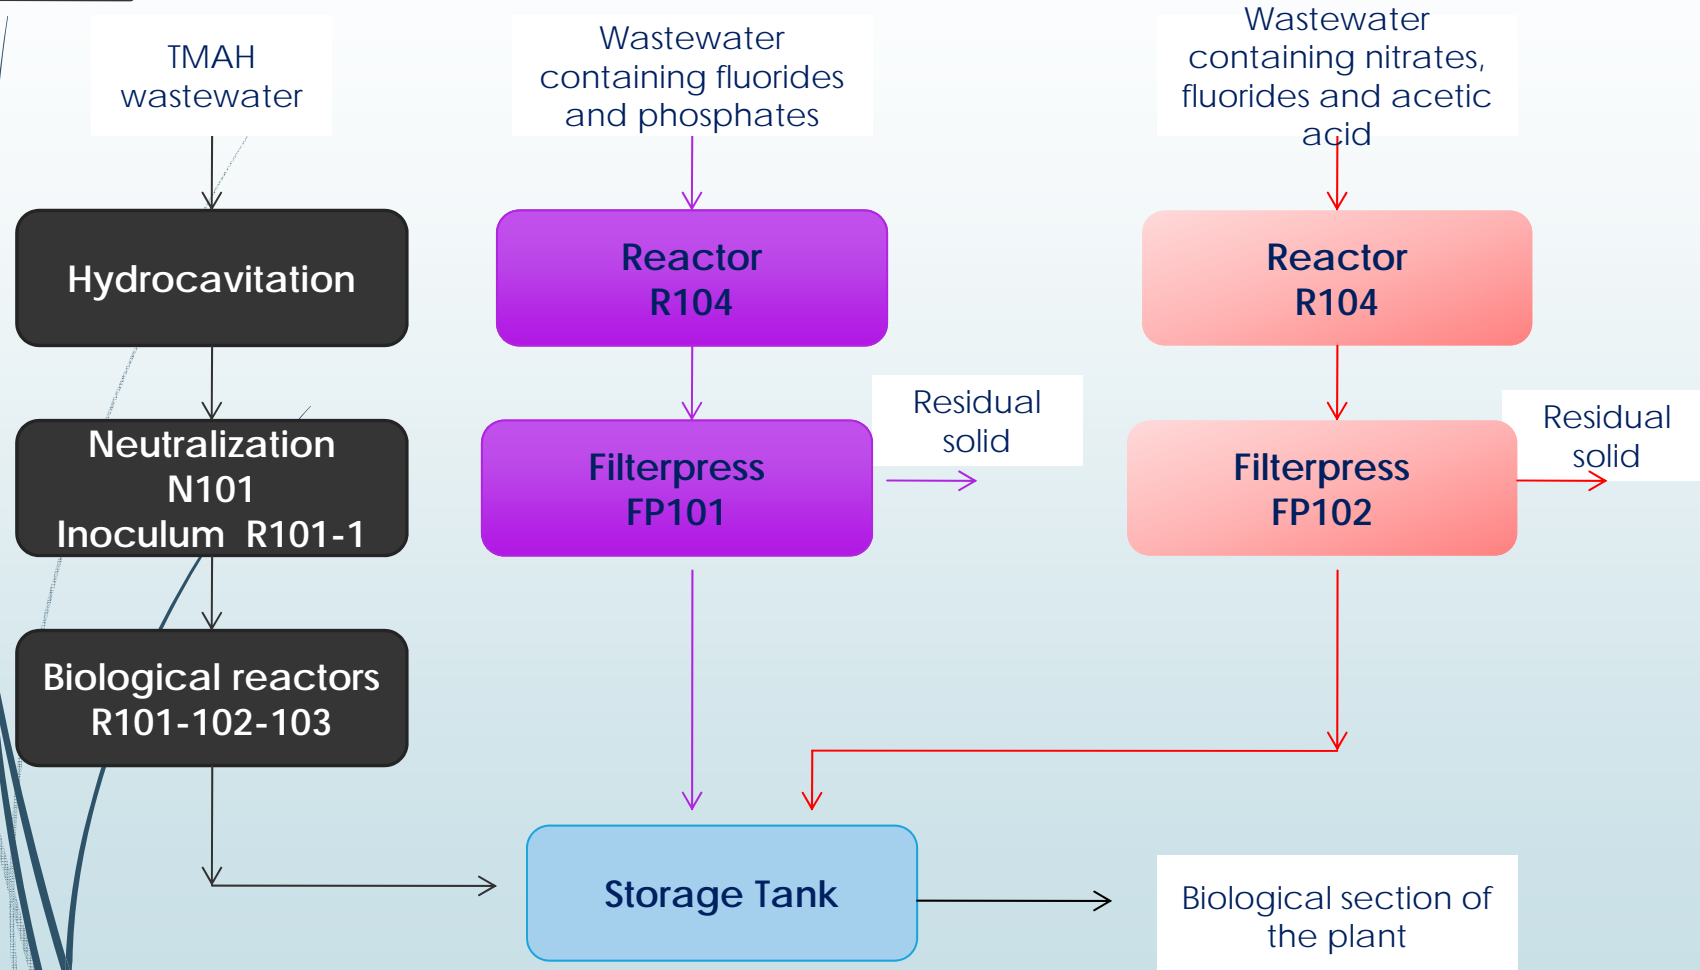 TMAH
wastewater
Wastewater
containing fluorides
and phosphates
Wastewater
containing nitrates,
fluorides and acetic
acid
Hydrocavitation
Reactor
R104
Reactor
R104
Neutralization
N101
Inoculum R101-1
Filterpress
FP101
Residual
solid
Filterpress
FP102
Residual
solid
Biological reactors
R101-102-103
Storage Tank
Biological section of
the plant